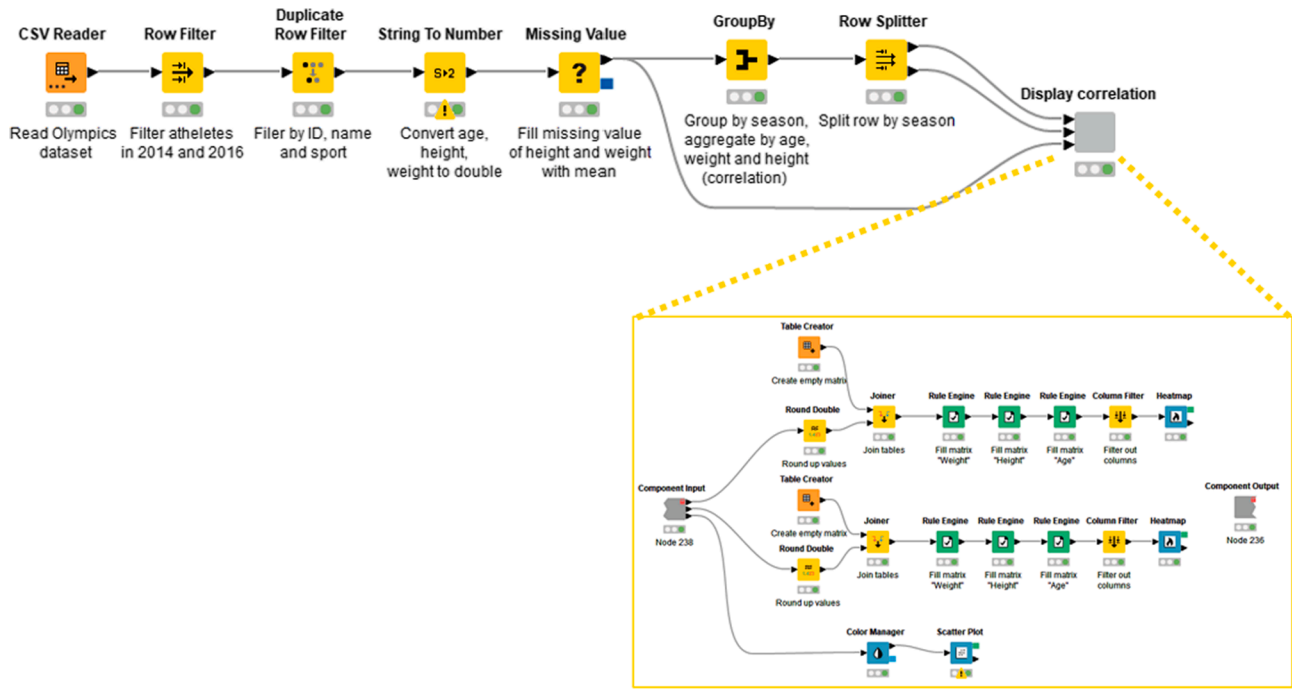 CSV Reader
Read Olympics
dataset
Row Filter
Filter atheletes
in 2014 and 2016
Duplicate
Row Filter
Filer by ID, name
and sport
String To Number
S▸2
Convert age,
height,
weight to double
Missing Value
?
Fill missing value
of height and weight
with mean
GroupBy
Group by season,
aggregate by age,
weight and height
(correlation)
Row Splitter
Split row by season
Display correlation
Table Creator
Create empty matrix
Round Double
Round up values
Joiner
Join tables
Rule Engine
Fill matrix
"Weight"
Rule Engine
Fill matrix
"Height"
Rule Engine
Fill matrix
"Age"
Column Filter
Filter out
columns
Heatmap
Component Input
Node 238
Table Creator
Create empty matrix
Round Double
Round up values
Joiner
Join tables
Rule Engine
Fill matrix
"Weight"
Rule Engine
Fill matrix
"Height"
Rule Engine
Fill matrix
"Age"
Column Filter
Filter out
columns
Heatmap
Component Output
Node 236
Color Manager
Scatter Plot